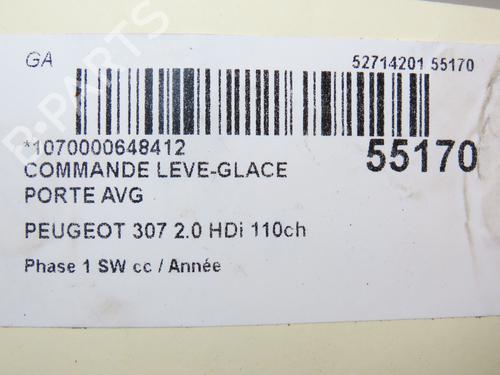 GA
52714201 55170
*1070000648412
55170
COMMANDE LEVE-GLACE
PORTE AVG
PEUGEOT 307 2.0 HDi 110ch
Phase 1 SW cc / Année
B-PARTS